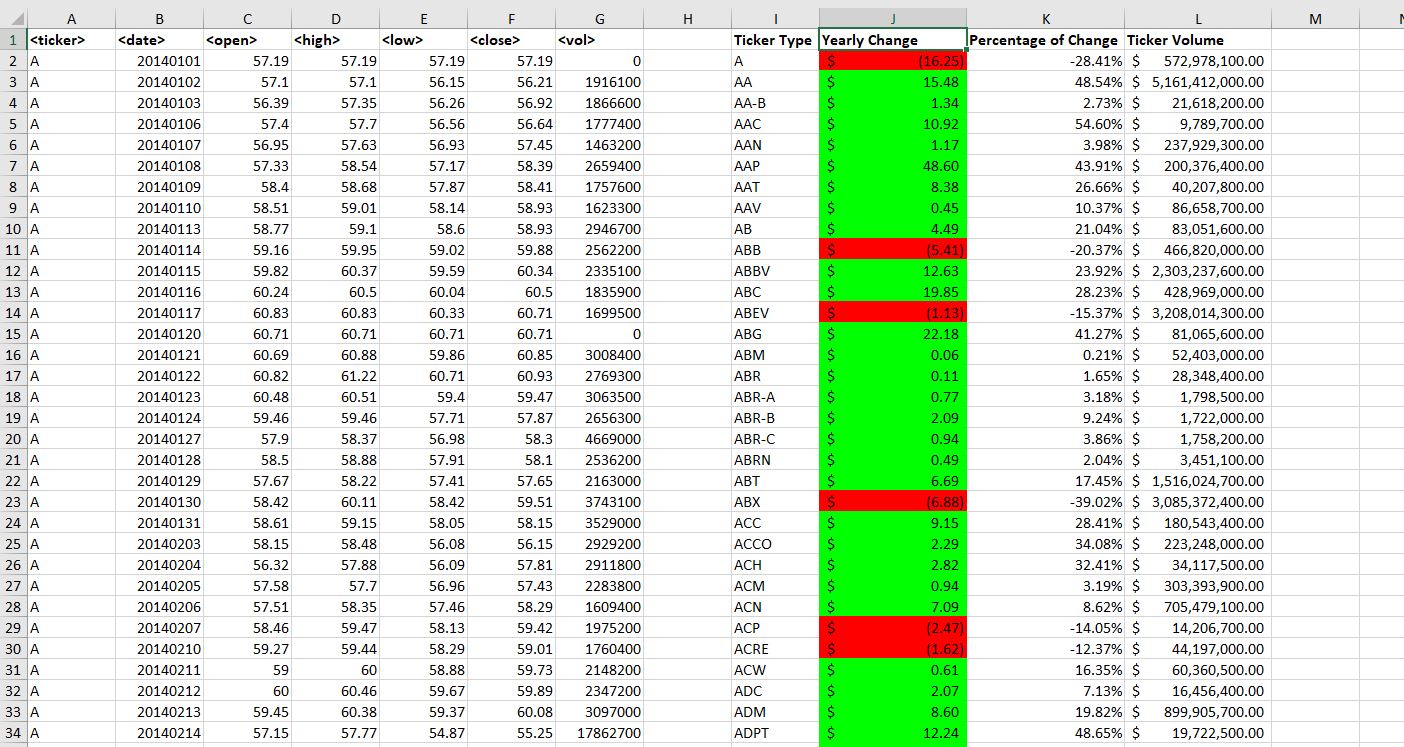 A B C D E F G H I J K L M
1 <ticker> <date> <open> <high> <low> <close> <vol> Ticker Type Yearly Change Percentage of Change Ticker Volume
2 A 20140101 57.19 57.19 57.19 57.19 0 A $ (16.25) -28.41% $ 572,978,100.00
3 A 20140102 57.1 57.1 56.15 56.21 1916100 AA $ 15.48 48.54% $ 5,161,412,000.00
4 A 20140103 56.39 57.35 56.26 56.92 1866600 AA-B $ 1.34 2.73% $ 21,618,200.00
5 A 20140106 57.4 57.7 56.56 56.64 1777400 AAC $ 10.92 54.60% $ 9,789,700.00
6 A 20140107 56.95 57.63 56.93 57.45 1463200 AAN $ 1.17 3.98% $ 237,929,300.00
7 A 20140108 57.33 58.54 57.17 58.39 2659400 AAP $ 48.60 43.91% $ 200,376,400.00
8 A 20140109 58.4 58.68 57.87 58.41 1757600 AAT $ 8.38 26.66% $ 40,207,800.00
9 A 20140110 58.51 59.01 58.14 58.93 1623300 AAV $ 0.45 10.37% $ 86,658,700.00
10 A 20140113 58.77 59.1 58.6 58.93 2946700 AB $ 4.49 21.04% $ 83,051,600.00
11 A 20140114 59.16 59.95 59.02 59.88 2562200 ABB $ (5.41) -20.37% $ 466,820,000.00
12 A 20140115 59.82 60.37 59.59 60.34 2335100 ABBV $ 12.63 23.92% $ 2,303,237,600.00
13 A 20140116 60.24 60.5 60.04 60.5 1835900 ABC $ 19.85 28.23% $ 428,969,000.00
14 A 20140117 60.83 60.83 60.33 60.71 1699500 ABEV $ (1.13) -15.37% $ 3,208,014,300.00
15 A 20140120 60.71 60.71 60.71 60.71 0 ABG $ 22.18 41.27% $ 81,065,600.00
16 A 20140121 60.69 60.88 59.86 60.85 3008400 ABM $ 0.06 0.21% $ 52,403,000.00
17 A 20140122 60.82 61.22 60.71 60.93 2769300 ABR $ 0.11 1.65% $ 28,348,400.00
18 A 20140123 60.48 60.51 59.4 59.47 3063500 ABR-A $ 0.77 3.18% $ 1,798,500.00
19 A 20140124 59.46 59.46 57.71 57.87 2656300 ABR-B $ 2.09 9.24% $ 1,722,000.00
20 A 20140127 57.9 58.37 56.98 58.3 4669000 ABR-C $ 0.94 3.86% $ 1,758,200.00
21 A 20140128 58.5 58.88 57.91 58.1 2536200 ABRN $ 0.49 2.04% $ 3,451,100.00
22 A 20140129 57.67 58.22 57.41 57.65 2163000 ABT $ 6.69 17.45% $ 1,516,024,700.00
23 A 20140130 58.42 60.11 58.42 59.51 3743100 ABX $ (6.88) -39.02% $ 3,085,372,400.00
24 A 20140131 58.61 59.15 58.05 58.15 3529000 ACC $ 9.15 28.41% $ 180,543,400.00
25 A 20140203 58.15 58.48 56.08 56.15 2929200 ACCO $ 2.29 34.08% $ 223,248,000.00
26 A 20140204 56.32 57.88 56.09 57.81 2911800 ACH $ 2.82 32.41% $ 34,117,500.00
27 A 20140205 57.58 57.7 56.96 57.43 2283800 ACM $ 0.94 3.19% $ 303,393,900.00
28 A 20140206 57.51 58.35 57.46 58.29 1609400 ACN $ 7.09 8.62% $ 705,479,100.00
29 A 20140207 58.46 59.47 58.13 59.42 1975200 ACP $ (2.47) -14.05% $ 14,206,700.00
30 A 20140210 59.27 59.44 58.29 59.01 1760400 ACRE $ (1.62) -12.37% $ 44,197,000.00
31 A 20140211 59 60 58.88 59.73 2148200 ACW $ 0.61 16.35% $ 60,360,500.00
32 A 20140212 60 60.46 59.67 59.89 2347200 ADC $ 2.07 7.13% $ 16,456,400.00
33 A 20140213 59.45 60.38 59.37 60.08 3097000 ADM $ 8.60 19.82% $ 899,905,700.00
34 A 20140214 57.15 57.77 54.87 55.25 17862700 ADPT $ 12.24 48.65% $ 19,722,500.00